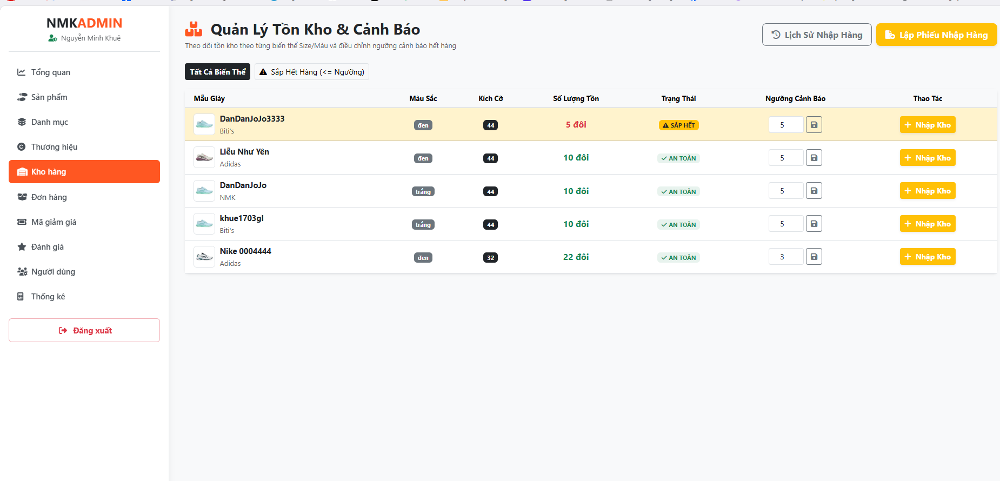 NMKADMIN
Nguyễn Minh Khuê
Tổng quan
Sản phẩm
Danh mục
Thương hiệu
Kho hàng
Đơn hàng
Mã giảm giá
Đánh giá
Người dùng
Thống kê
Đăng xuất
Quản Lý Tồn Kho & Cảnh Báo
Theo dõi tồn kho theo từng biến thể Size/Màu và điều chỉnh ngưỡng cảnh báo hết hàng
Lịch Sử Nhập Hàng
Lập Phiếu Nhập Hàng
Tất Cả Biến Thể
Sắp Hết Hàng (<= Ngưỡng)
Mẫu Giày Màu Sắc Kích Cỡ Số Lượng Tồn Trạng Thái Ngưỡng Cảnh Báo Thao Tác
DanDanJoJo3333
Biti's
đen 44 5 đôi SẮP HẾT 5 Nhập Kho
Liễu Như Yên
Adidas
đen 44 10 đôi AN TOÀN 5 Nhập Kho
DanDanJoJo
NMK
trắng 44 10 đôi AN TOÀN 5 Nhập Kho
khue1703gl
Biti's
trắng 44 10 đôi AN TOÀN 5 Nhập Kho
Nike 0004444
Adidas
đen 32 22 đôi AN TOÀN 3 Nhập Kho